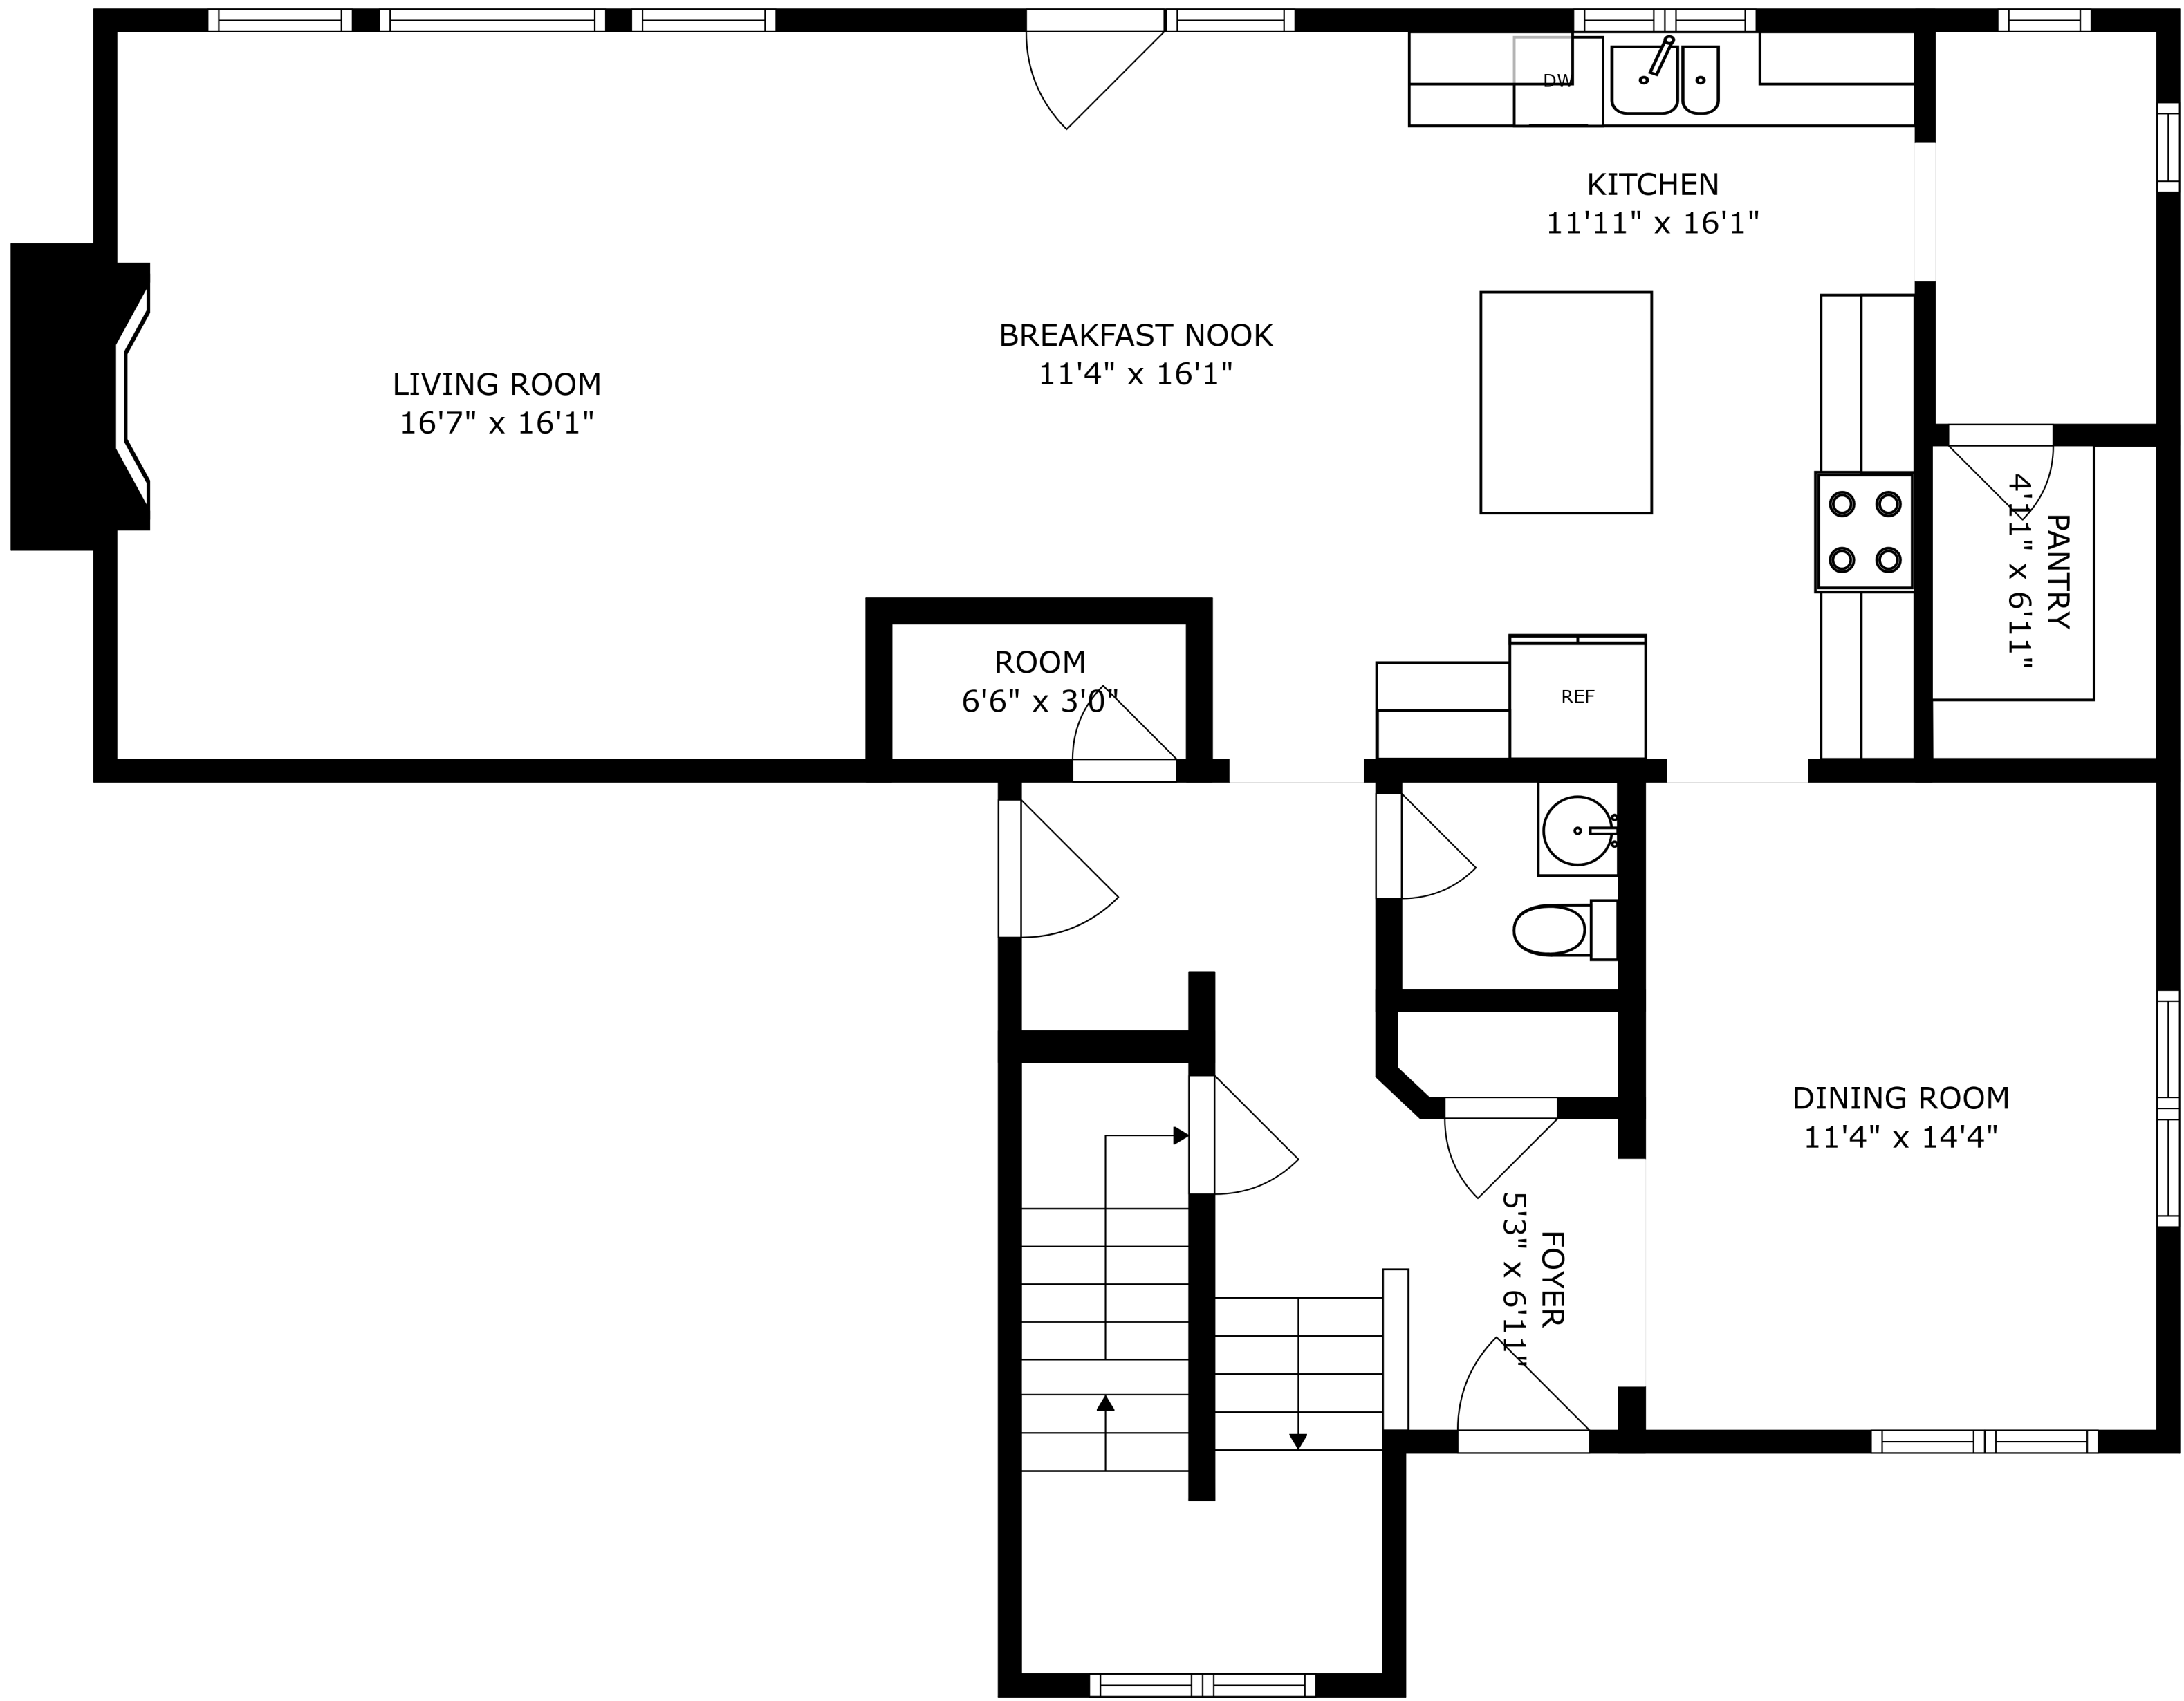 DW
KITCHEN
11'11" x 16'1"
BREAKFAST NOOK
11'4" x 16'1"
LIVING ROOM
16'7" x 16'1"
PANTRY
4'11" x 6'11"
ROOM
6'6" x 3'0"
REF
DINING ROOM
11'4" x 14'4"
FOYER
5'3" x 6'11"